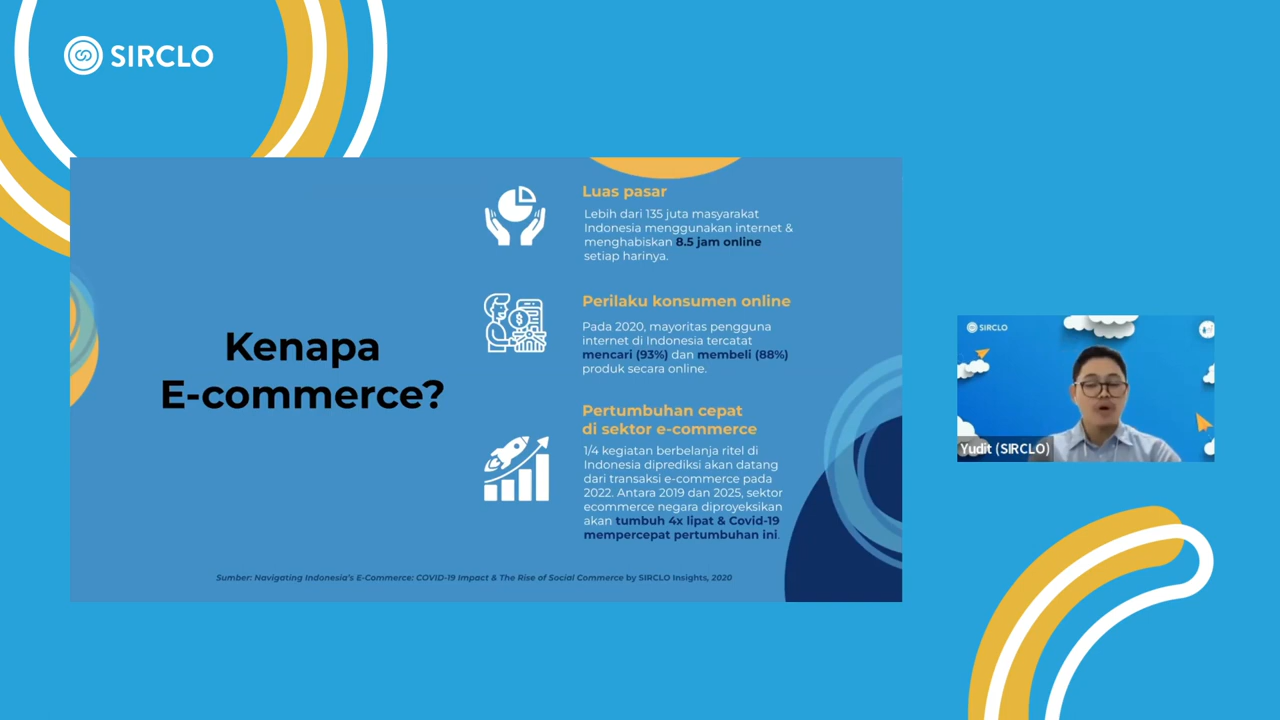 SIRCLO
Kenapa
E-commerce?
Luas pasar
Lebih dari 135 juta masyarakat
Indonesia menggunakan internet &
menghabiskan 8.5 jam online
setiap harinya.
Perilaku konsumen online
Pada 2020, mayoritas pengguna
internet di Indonesia tercatat
mencari (93%) dan membeli (88%)
produk secara online.
Pertumbuhan cepat
di sektor e-commerce
1/4 kegiatan berbelanja ritel di
Indonesia diprediksi akan datang
dari transaksi e-commerce pada
2022. Antara 2019 dan 2025, sektor
ecommerce negara diproyeksikan
akan tumbuh 4x lipat & Covid-19
mempercepat pertumbuhan ini.
Sumber: Navigating Indonesia's E-Commerce: COVID-19 Impact & The Rise of Social Commerce by SIRCLO Insights, 2020
SIRCLO
Yudit (SIRCLO)